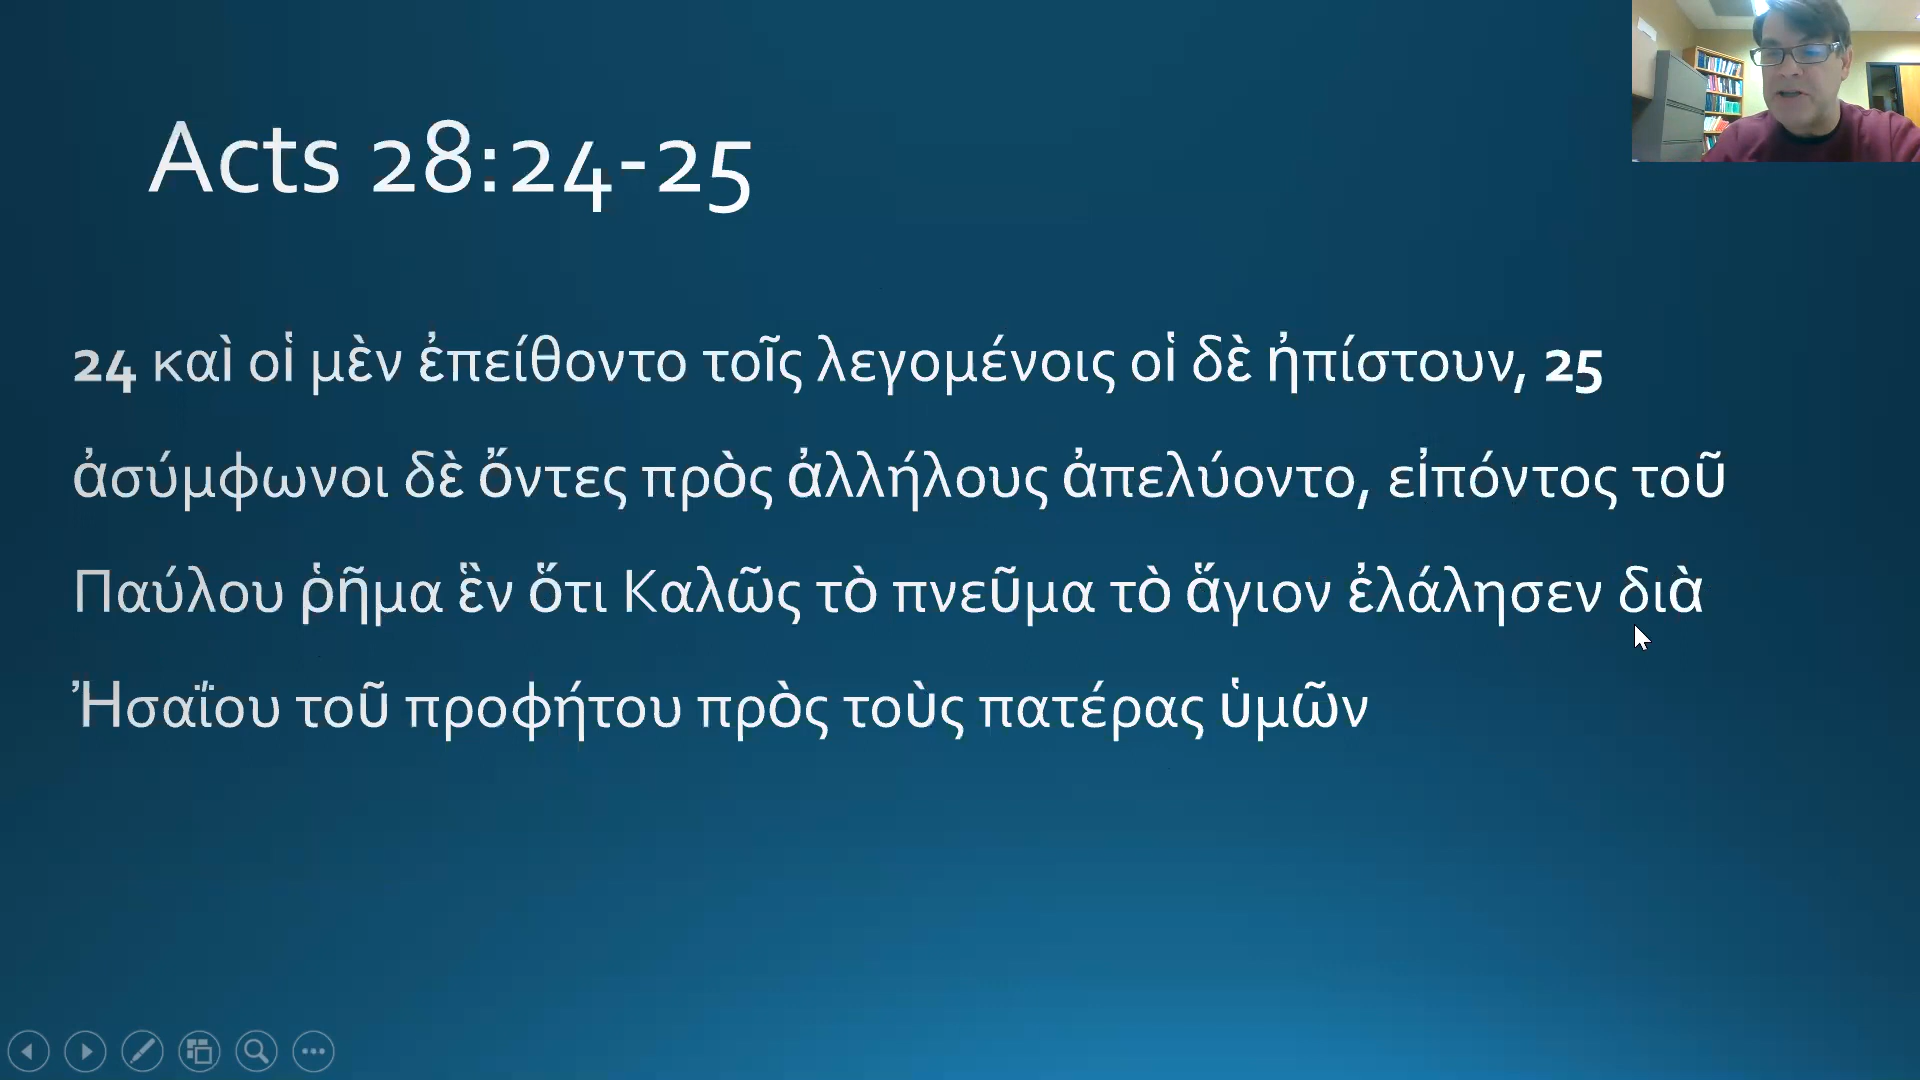 Acts 28:24-25
24 καὶ οἱ μὲν ἐπείθοντο τοῖς λεγομένοις οἱ δὲ ἠπίστουν, 25
ἀσύμφωνοι δὲ ὄντες πρὸς ἀλλήλους ἀπελύοντο, εἰπόντος τοῦ
Παύλου ῥῆμα ἓν ὅτι Καλῶς τὸ πνεῦμα τὸ ἅγιον ἐλάλησεν διὰ
Ἠσαΐου τοῦ προφήτου πρὸς τοὺς πατέρας ὑμῶν